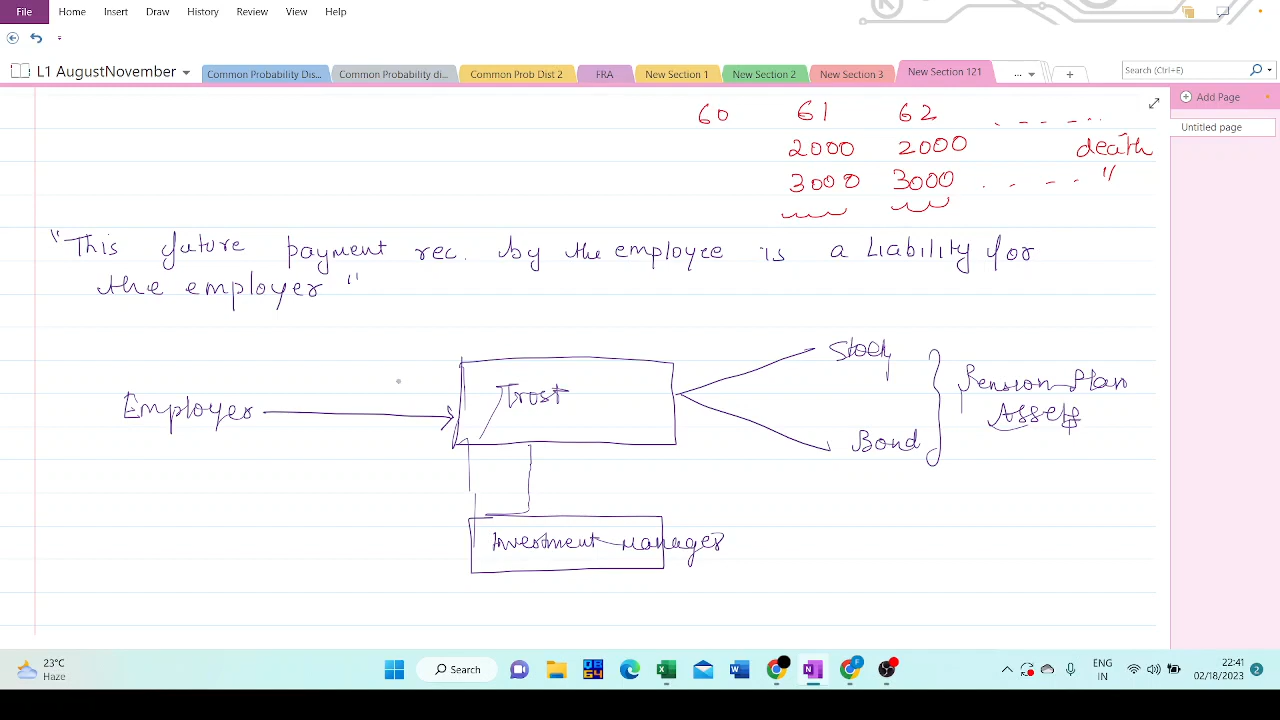 File Home Insert Draw History Review View Help
L1 AugustNovember Common Probability Dis... Common Probability di... Common Prob Dist 2 FRA New Section 1 New Section 2 New Section 3 New Section 121 ... + Search (Ctrl+E)
Add Page
Untitled page
60 61 62 ......
2000 2000 death
3000 3000 ..... "
"This future payment rec. by the employee is a Liability for
the employer"
Stock
Employer Trust Pension Plan
Assets
Bond
Investment Manager
23°C
Haze
Search
ENG
IN
22:41
02/18/2023
2